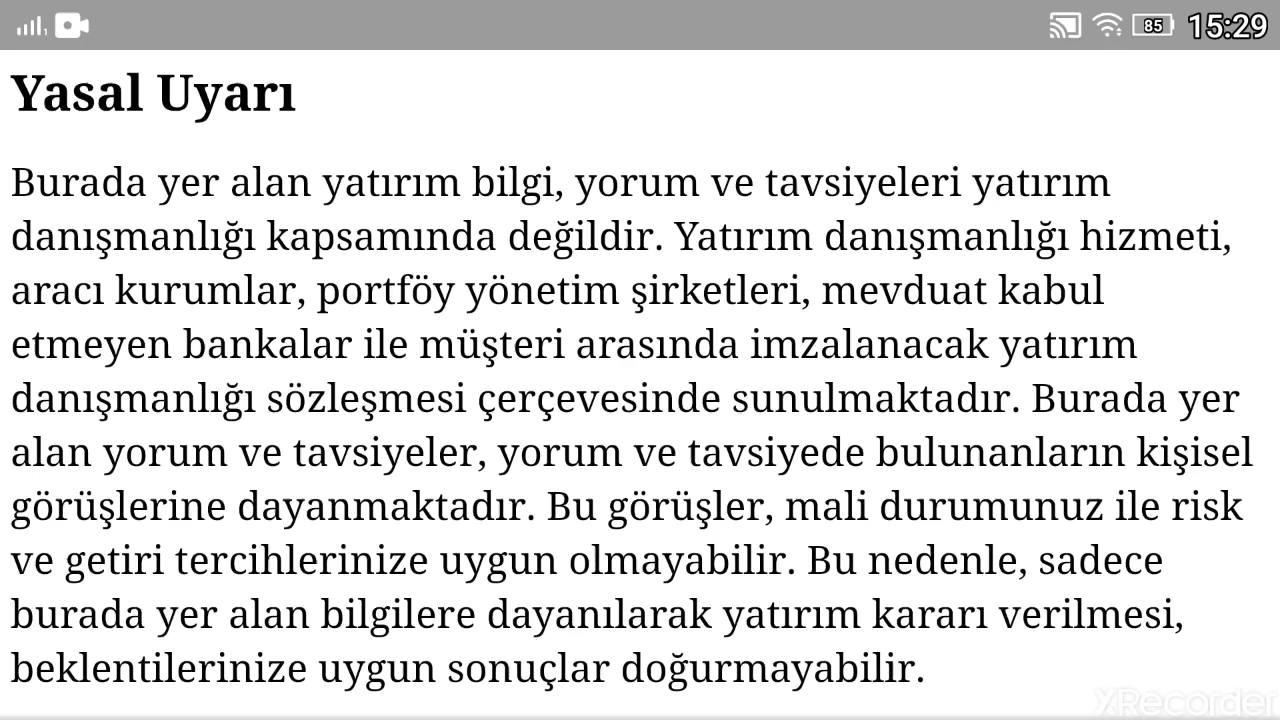 85 15:29
Yasal Uyarı
Burada yer alan yatırım bilgi, yorum ve tavsiyeleri yatırım
danışmanlığı kapsamında değildir. Yatırım danışmanlığı hizmeti,
aracı kurumlar, portföy yönetim şirketleri, mevduat kabul
etmeyen bankalar ile müşteri arasında imzalanacak yatırım
danışmanlığı sözleşmesi çerçevesinde sunulmaktadır. Burada yer
alan yorum ve tavsiyeler, yorum ve tavsiyede bulunanların kişisel
görüşlerine dayanmaktadır. Bu görüşler, mali durumunuz ile risk
ve getiri tercihlerinize uygun olmayabilir. Bu nedenle, sadece
burada yer alan bilgilere dayanılarak yatırım kararı verilmesi,
beklentilerinize uygun sonuçlar doğurmayabilir.
XRecorder